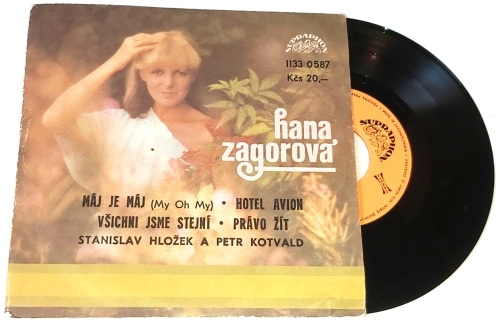 SUPRAPHON
1133 0587
Kčs 20,—
hana
zagorová
MÁJ JE MÁJ (My Oh My) • HOTEL AVION
VŠICHNI JSME STEJNÍ • PRÁVO ŽÍT
STANISLAV HLOŽEK A PETR KOTVALD
SUPRAPHON